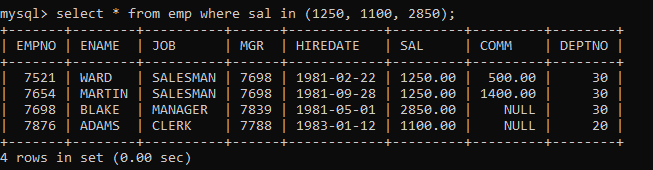 mysql> select * from emp where sal in (1250, 1100, 2850);
+-------+--------+----------+------+------------+---------+---------+--------+
| EMPNO | ENAME  | JOB      | MGR  | HIREDATE   | SAL     | COMM    | DEPTNO |
+-------+--------+----------+------+------------+---------+---------+--------+
|  7521 | WARD   | SALESMAN | 7698 | 1981-02-22 | 1250.00 |  500.00 |     30 |
|  7654 | MARTIN | SALESMAN | 7698 | 1981-09-28 | 1250.00 | 1400.00 |     30 |
|  7698 | BLAKE  | MANAGER  | 7839 | 1981-05-01 | 2850.00 |    NULL |     30 |
|  7876 | ADAMS  | CLERK    | 7788 | 1983-01-12 | 1100.00 |    NULL |     20 |
+-------+--------+----------+------+------------+---------+---------+--------+
4 rows in set (0.00 sec)